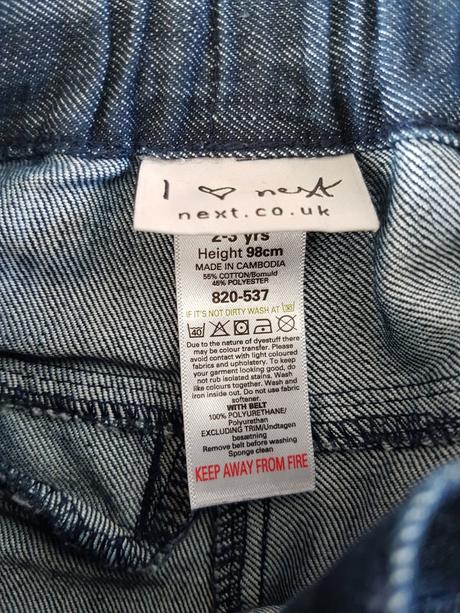 I ♡ next
next.co.uk
2-3 yrs
Height 98cm
MADE IN CAMBODIA
55% COTTON/Bomuld
45% POLYESTER
820-537
IF IT'S NOT DIRTY WASH AT 30
40
Due to the nature of dyestuff there
may be colour transfer. Please
avoid contact with light coloured
fabrics and upholstery. To keep
your garment looking good, do
not rub isolated stains. Wash
like colours together. Wash and
iron inside out. Do not use fabric
softener.
WITH BELT
100% POLYURETHANE/
Polyurethan
EXCLUDING TRIM/Undtagen
besætning
Remove belt before washing
Sponge clean
KEEP AWAY FROM FIRE